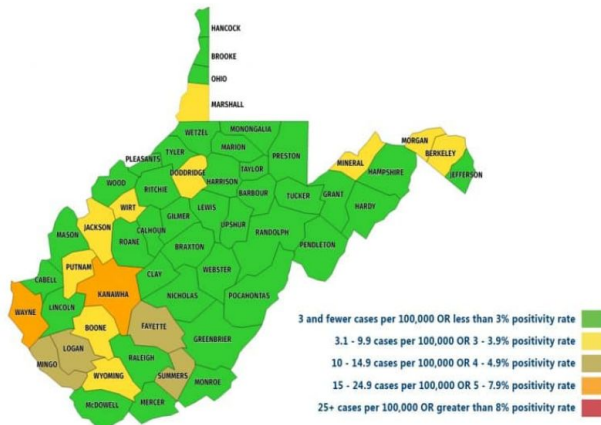 HANCOCK
BROOKE
OHIO
MARSHALL
WETZEL
MONONGALIA
MARION
PRESTON
PLEASANTS
TYLER
TAYLOR
DODDRIDGE
HARRISON
BARBOUR
WOOD
RITCHIE
WIRT
LEWIS
GILMER
TUCKER
GRANT
MINERAL
HAMPSHIRE
MORGAN
BERKELEY
JEFFERSON
HARDY
MASON
JACKSON
CALHOUN
ROANE
UPSHUR
RANDOLPH
BRAXTON
PENDLETON
PUTNAM
CABELL
CLAY
WEBSTER
KANAWHA
NICHOLAS
POCAHONTAS
WAYNE
LINCOLN
BOONE
FAYETTE
GREENBRIER
LOGAN
MINGO
RALEIGH
SUMMERS
WYOMING
MONROE
MERCER
McDOWELL
3 and fewer cases per 100,000 OR less than 3% positivity rate
3.1 - 9.9 cases per 100,000 OR 3 - 3.9% positivity rate
10 - 14.9 cases per 100,000 OR 4 - 4.9% positivity rate
15 - 24.9 cases per 100,000 OR 5 - 7.9% positivity rate
25+ cases per 100,000 OR greater than 8% positivity rate